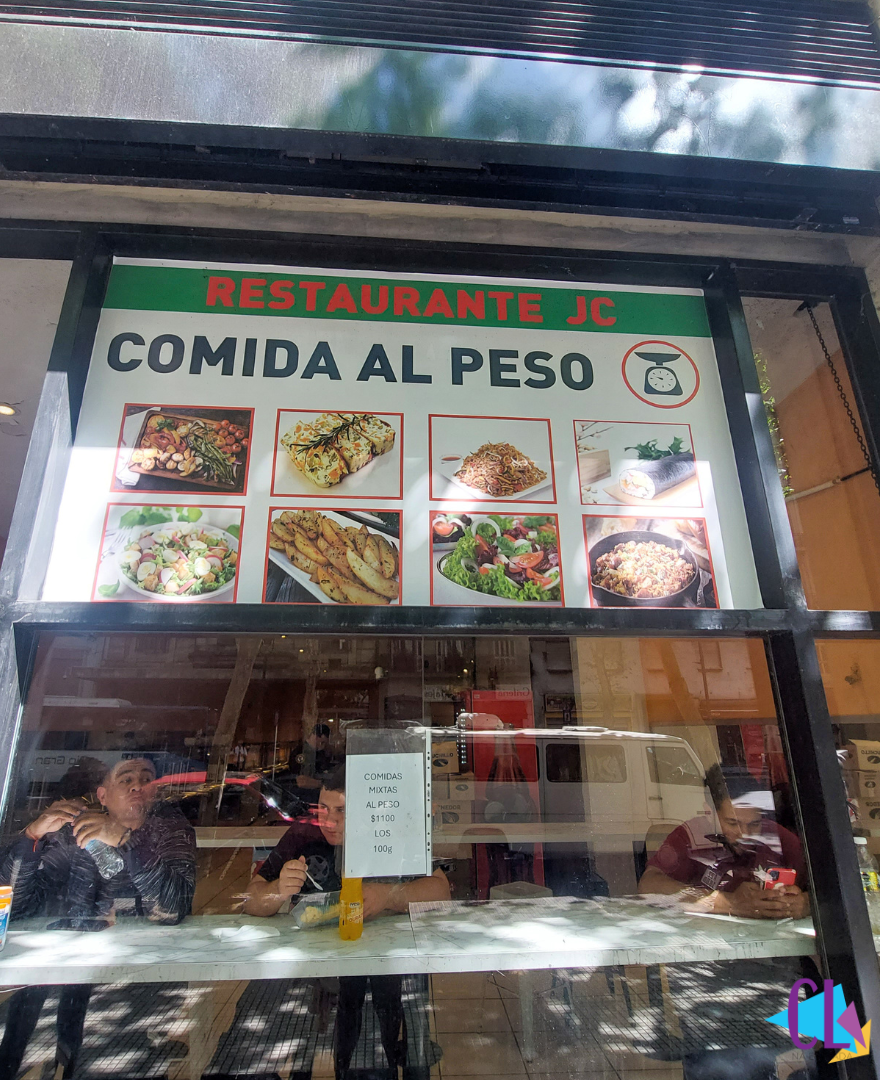 RESTAURANTE JC
COMIDA AL PESO
COMIDAS
MIXTAS
AL PESO
$1100
LOS
100g
CL